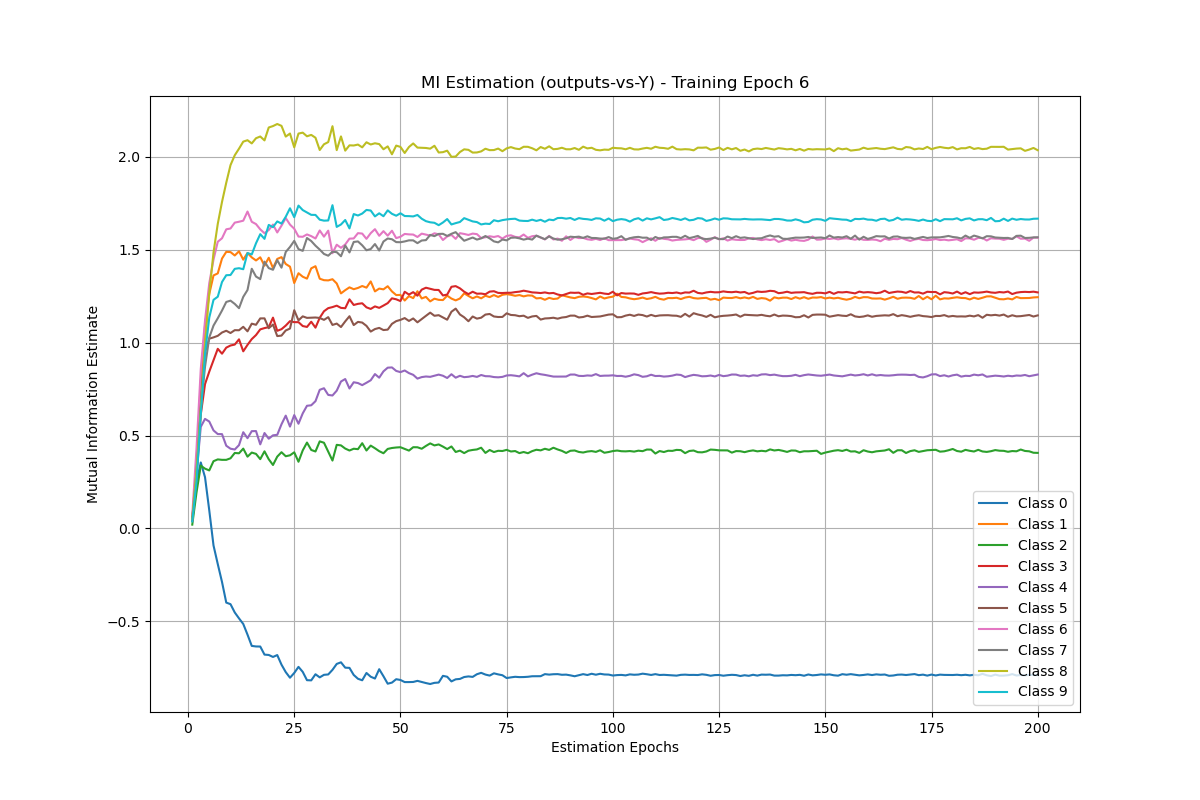 MI Estimation (outputs-vs-Y) - Training Epoch 6
Mutual Information Estimate
2.0
1.5
1.0
0.5
0.0
−0.5
0 25 50 75 100 125 150 175 200
Estimation Epochs
Class 0
Class 1
Class 2
Class 3
Class 4
Class 5
Class 6
Class 7
Class 8
Class 9